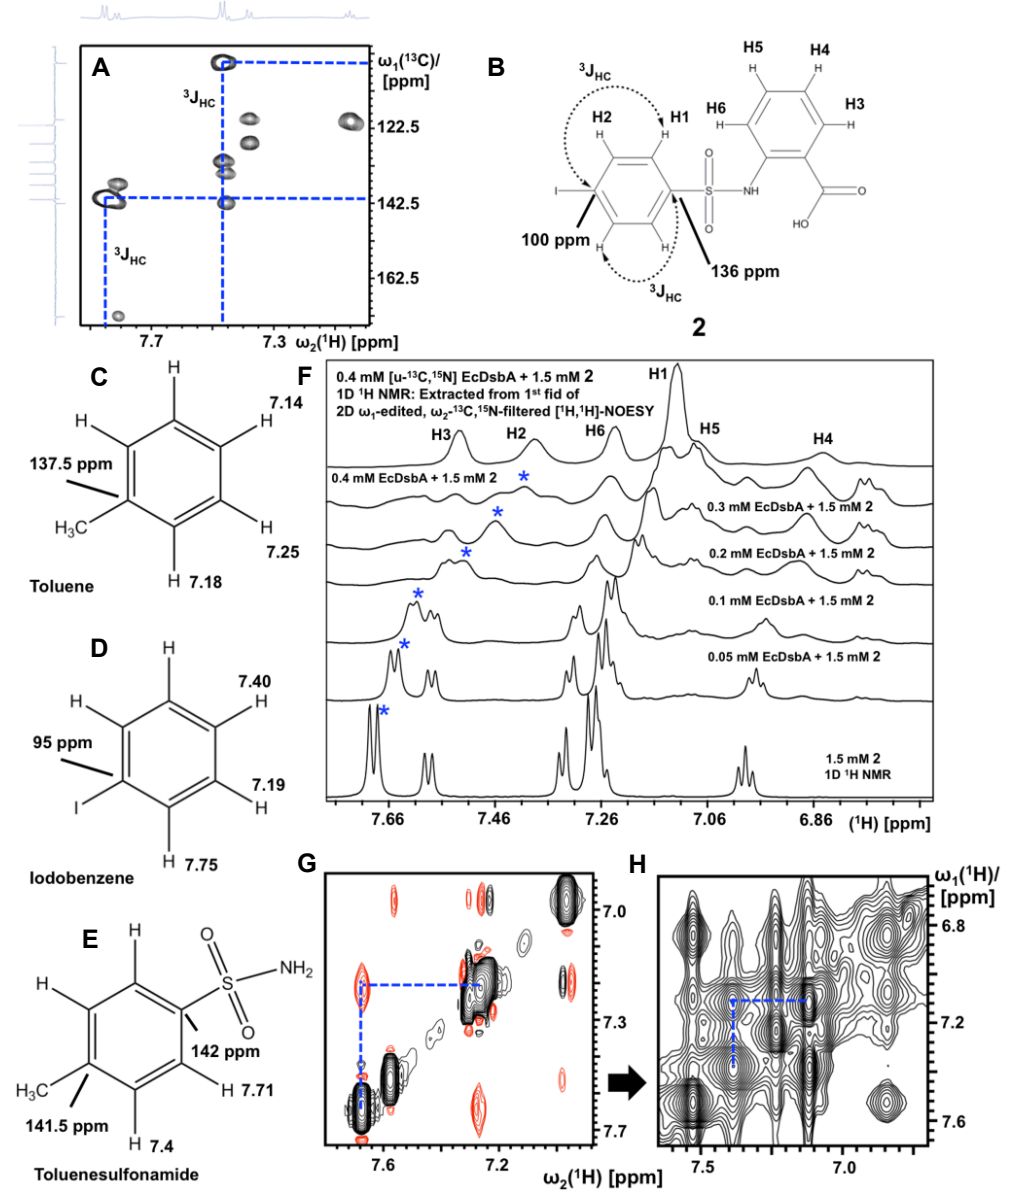 A
ω₁(¹³C)/
[ppm]
³J_HC
122.5
142.5
³J_HC
162.5
7.7
7.3
ω₂(¹H) [ppm]
B
³J_HC
H5
H4
H
H
H2
H1
H6
H3
H
H
H
H
O
I
S
NH
O
O
HO
100 ppm
H
H
136 ppm
³J_HC
2
C
H
7.14
H
H
137.5 ppm
H₃C
H
7.25
H 7.18
Toluene
D
H
7.40
H
H
95 ppm
7.19
I
H
H 7.75
Iodobenzene
E
H
O
NH₂
H
S
O
142 ppm
H₃C
H 7.71
141.5 ppm
H 7.4
Toluenesulfonamide
F
0.4 mM [u-¹³C,¹⁵N] EcDsbA + 1.5 mM 2
1D ¹H NMR: Extracted from 1ˢᵗ fid of
2D ω₁-edited, ω₂-¹³C,¹⁵N-filtered [¹H,¹H]-NOESY
H1
H3
H2
H6
H5
H4
0.4 mM EcDsbA + 1.5 mM 2
*
0.3 mM EcDsbA + 1.5 mM 2
*
0.2 mM EcDsbA + 1.5 mM 2
*
0.1 mM EcDsbA + 1.5 mM 2
*
0.05 mM EcDsbA + 1.5 mM 2
*
*
1.5 mM 2
1D ¹H NMR
7.66
7.46
7.26
7.06
6.86
(¹H) [ppm]
G
7.0
7.3
7.7
7.6
7.2
ω₂(¹H) [ppm]
H
ω₁(¹H)/
[ppm]
6.8
7.2
7.6
7.5
7.0